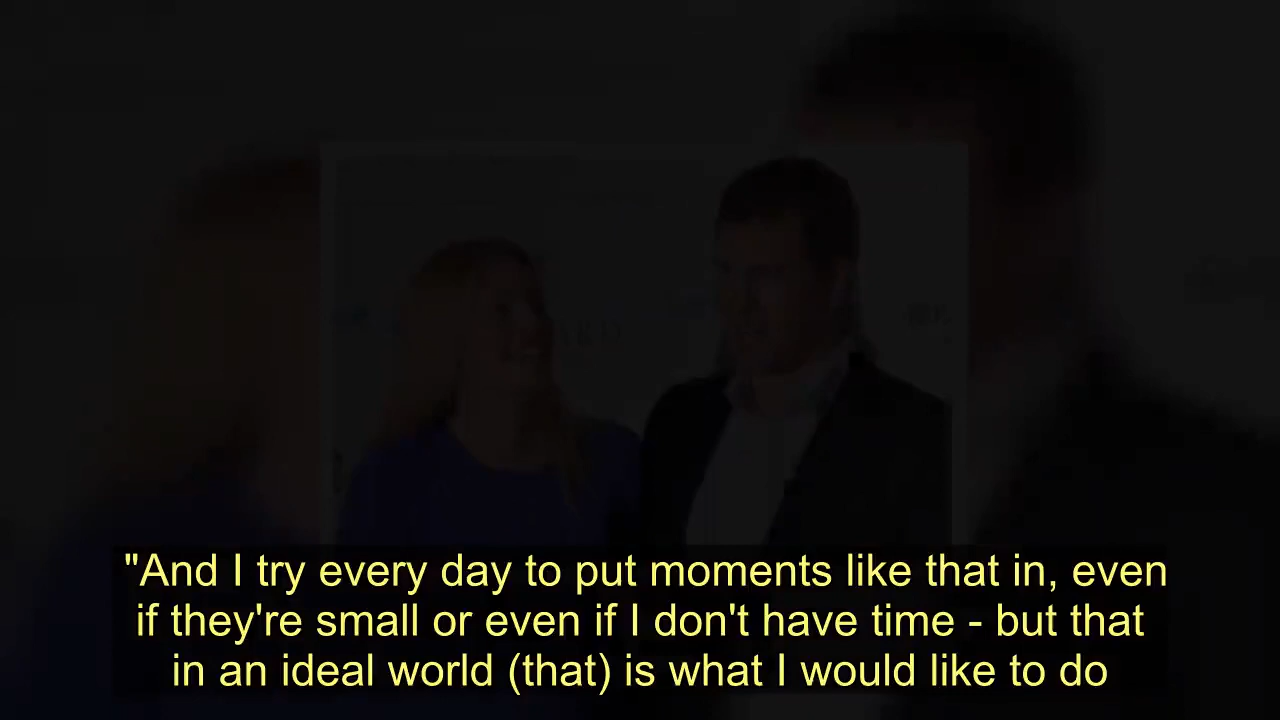 "And I try every day to put moments like that in, even
if they're small or even if I don't have time - but that
in an ideal world (that) is what I would like to do